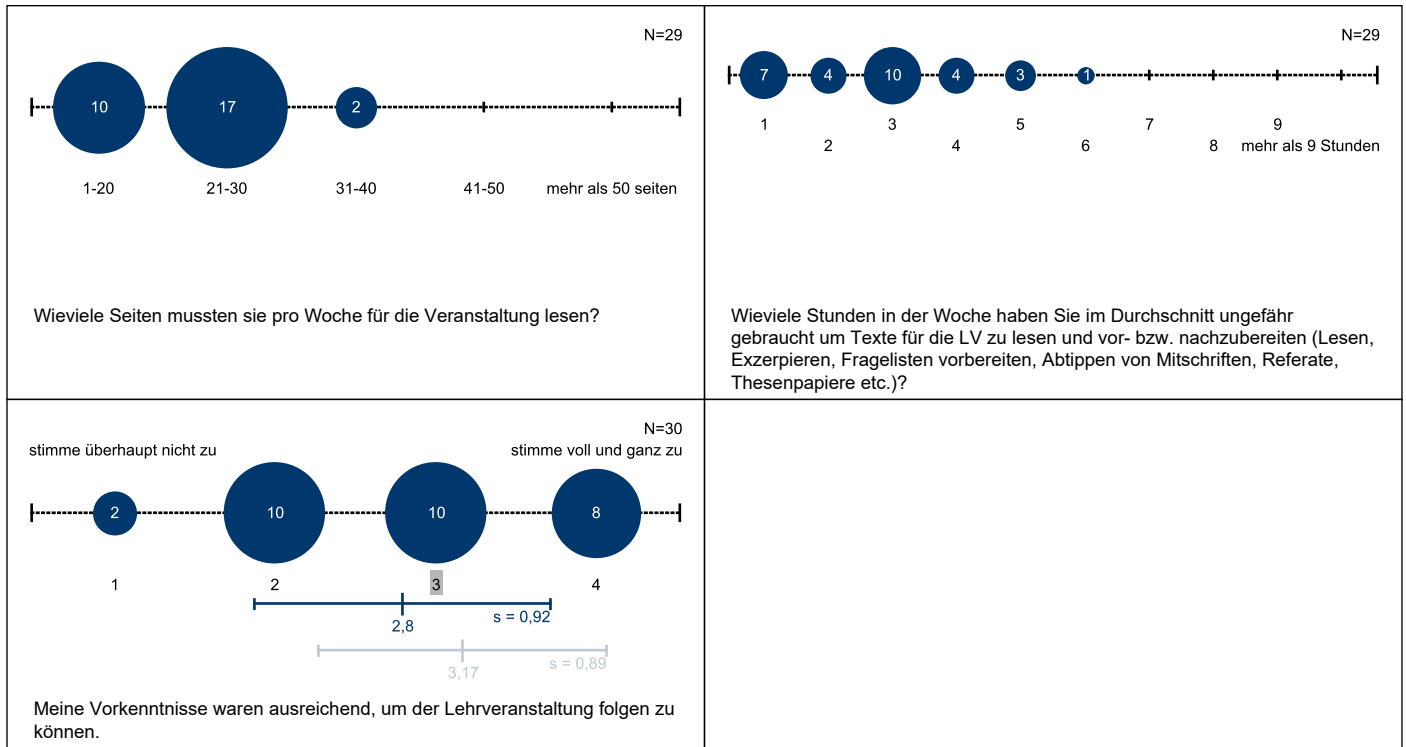 N=29
10 17 2
1-20 21-30 31-40 41-50 mehr als 50 seiten
Wieviele Seiten mussten sie pro Woche für die Veranstaltung lesen?
N=29
7 4 10 4 3 1
1 3 5 7 9
2 4 6 8 mehr als 9 Stunden
Wieviele Stunden in der Woche haben Sie im Durchschnitt ungefähr
gebraucht um Texte für die LV zu lesen und vor- bzw. nachzubereiten (Lesen,
Exzerpieren, Fragelisten vorbereiten, Abtippen von Mitschriften, Referate,
Thesenpapiere etc.)?
N=30
stimme überhaupt nicht zu stimme voll und ganz zu
2 10 10 8
1 2 3 4
s = 0,92
2,8
s = 0,89
3,17
Meine Vorkenntnisse waren ausreichend, um der Lehrveranstaltung folgen zu
können.